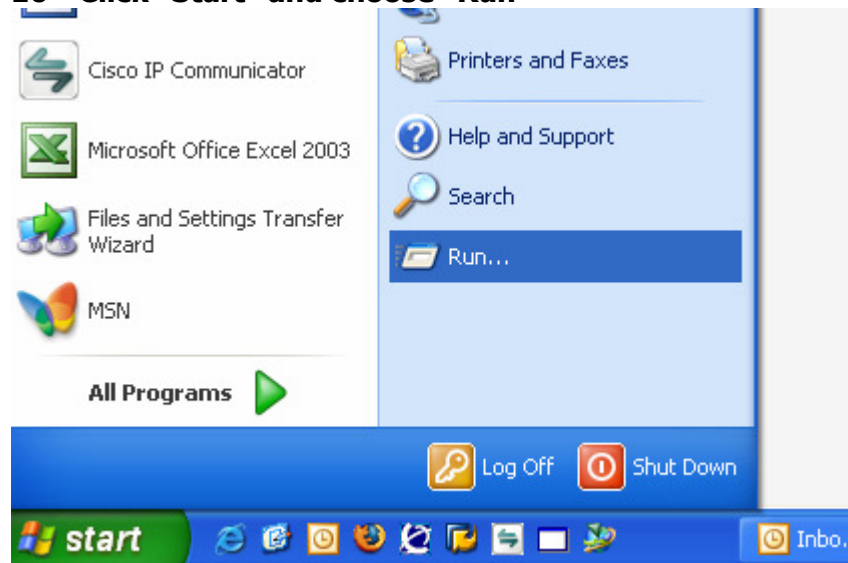 Cisco IP Communicator
Printers and Faxes
Microsoft Office Excel 2003
Help and Support
Files and Settings Transfer
Wizard
Search
Run...
MSN
All Programs
Log Off
Shut Down
start
Inbo.